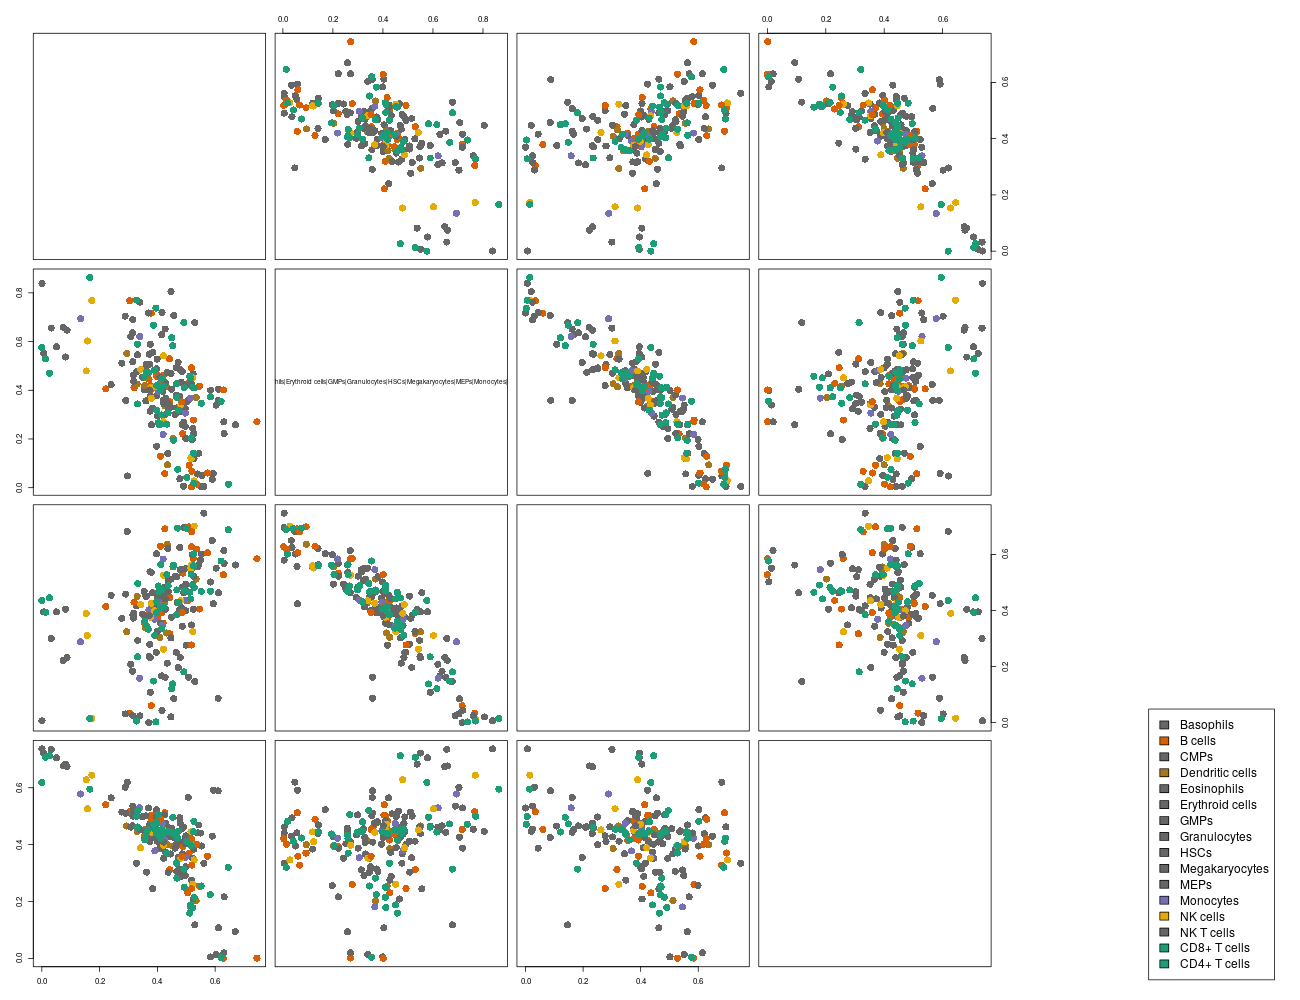 0.0 0.2 0.4 0.6 0.8
0.0 0.2 0.4 0.6
0.0 0.2 0.4 0.6
0.0 0.2 0.4 0.6 0.8
hils|Erythroid cells|GMPs|Granulocytes|HSCs|Megakaryocytes|MEPs|Monocytes|
0.0 0.2 0.4 0.6
0.0 0.2 0.4 0.6
0.0 0.2 0.4 0.6
0.0 0.2 0.4 0.6
Basophils
B cells
CMPs
Dendritic cells
Eosinophils
Erythroid cells
GMPs
Granulocytes
HSCs
Megakaryocytes
MEPs
Monocytes
NK cells
NK T cells
CD8+ T cells
CD4+ T cells